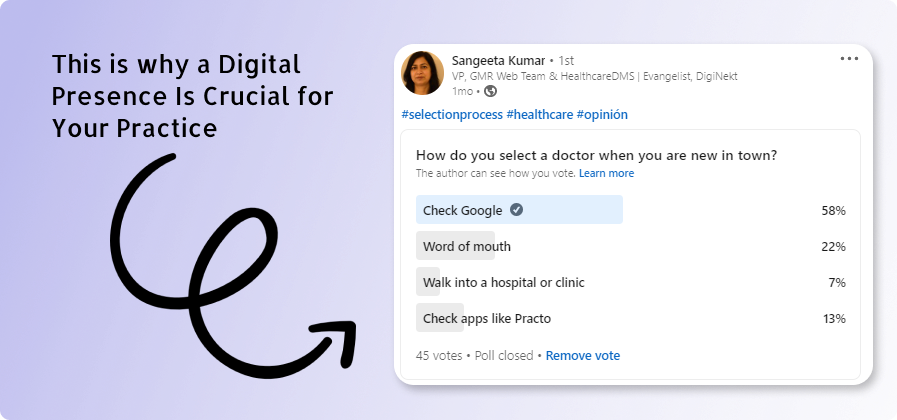 This is why a Digital
Presence Is Crucial for
Your Practice
Sangeeta Kumar • 1st
VP, GMR Web Team & HealthcareDMS | Evangelist, DigiNekt
1mo •
#selectionprocess #healthcare #opinión
How do you select a doctor when you are new in town?
The author can see how you vote. Learn more
Check Google 58%
Word of mouth 22%
Walk into a hospital or clinic 7%
Check apps like Practo 13%
45 votes • Poll closed • Remove vote